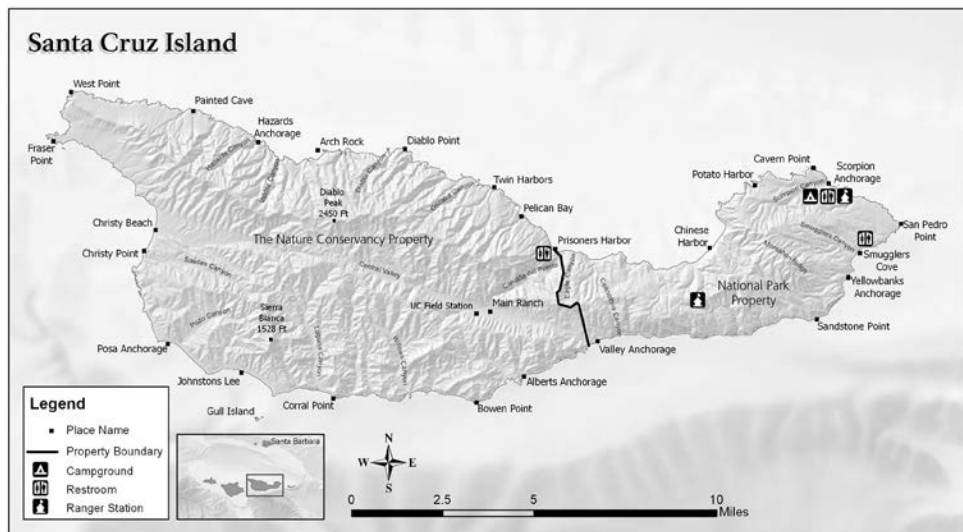 Santa Cruz Island
West Point
Painted Cave
Hazards
Anchorage
Fraser
Point
Arch Rock
Diablo Point
Cavern Point
Scorpion
Anchorage
Potato Harbor
Twin Harbors
Diablo
Peak
2450 Ft
Pelican Bay
Christy Beach
The Nature Conservancy Property
San Pedro
Point
Smugglers Canyon
Chinese
Harbor
Prisoners Harbor
Christy Point
Smugglers
Cove
Central Valley
Yellowbanks
Anchorage
National Park
Property
UC Field Station
Main Ranch
Sierra
Blanca
1528 Ft
Sandstone Point
Posa Anchorage
Valley Anchorage
Johnstons Lee
Alberts Anchorage
Corral Point
Bowen Point
Gull Island
Legend
Place Name
Property Boundary
Campground
Restroom
Ranger Station
Santa Barbara
N
W E
S
0 2.5 5 10
Miles